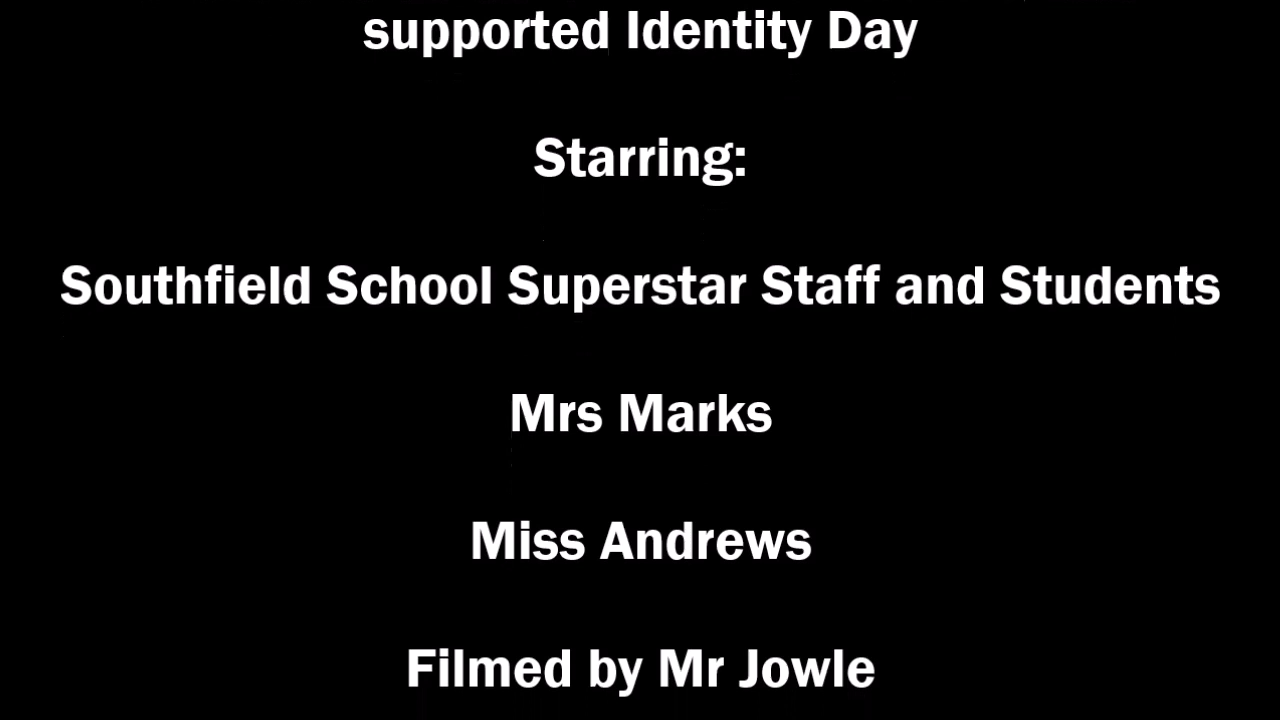 supported Identity Day
Starring:
Southfield School Superstar Staff and Students
Mrs Marks
Miss Andrews
Filmed by Mr Jowle